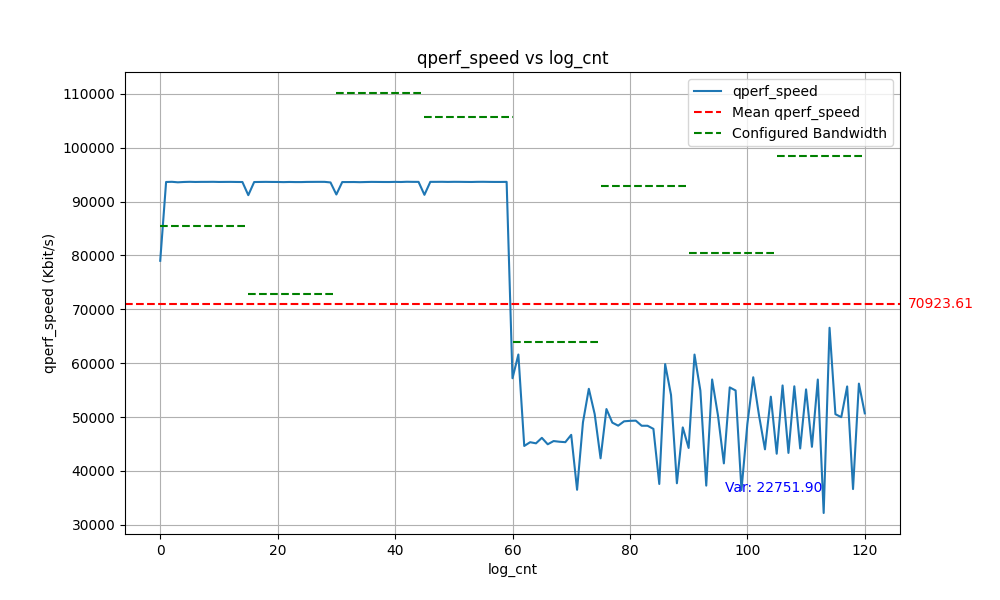 qperf_speed vs log_cnt
qperf_speed
Mean qperf_speed
Configured Bandwidth
qperf_speed (Kbit/s)
110000
100000
90000
80000
70000
60000
50000
40000
30000
70923.61
Var: 22751.90
0
20
40
60
80
100
120
log_cnt